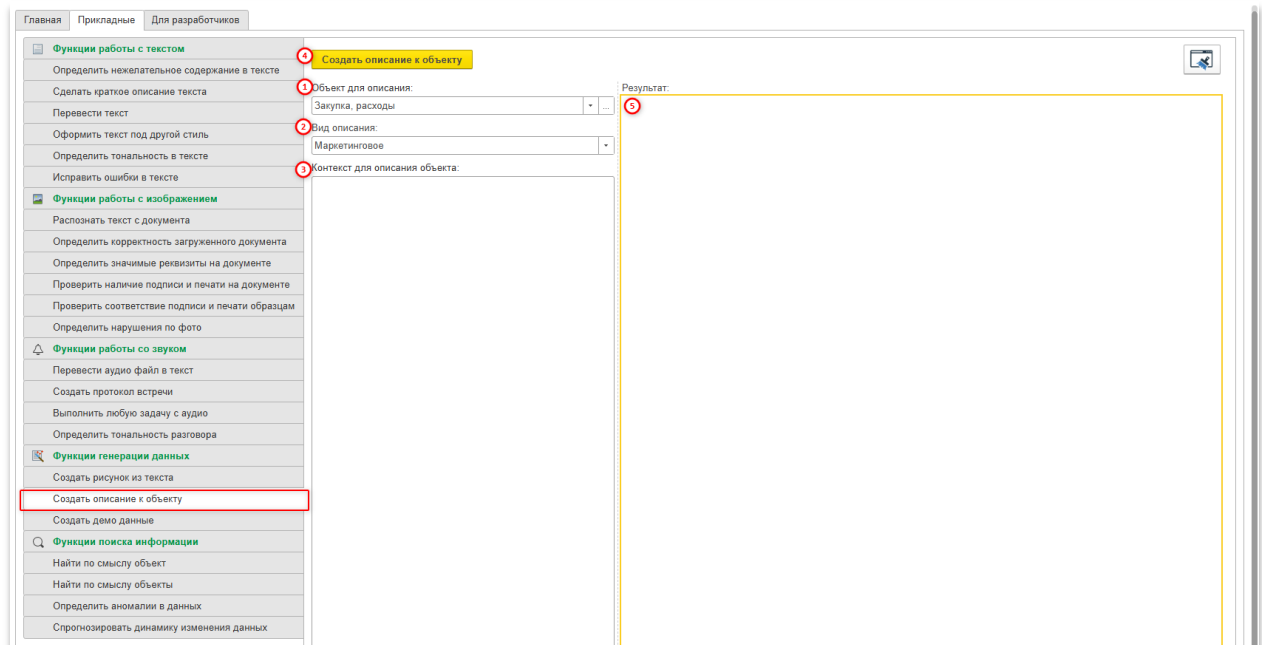 Главная Прикладные Для разработчиков
Функции работы с текстом
Определить нежелательное содержание в тексте
Сделать краткое описание текста
Перевести текст
Оформить текст под другой стиль
Определить тональность в тексте
Исправить ошибки в тексте
Функции работы с изображением
Распознать текст с документа
Определить корректность загруженного документа
Определить значимые реквизиты на документе
Проверить наличие подписи и печати на документе
Проверить соответствие подписи и печати образцам
Определить нарушения по фото
Функции работы со звуком
Перевести аудио файл в текст
Создать протокол встречи
Выполнить любую задачу с аудио
Определить тональность разговора
Функции генерации данных
Создать рисунок из текста
Создать описание к объекту
Создать демо данные
Функции поиска информации
Найти по смыслу объект
Найти по смыслу объекты
Определить аномалии в данных
Спрогнозировать динамику изменения данных
4 Создать описание к объекту
1 Объект для описания:
Закупка, расходы ...
2 Вид описания:
Маркетинговое
3 Контекст для описания объекта:
Результат:
5